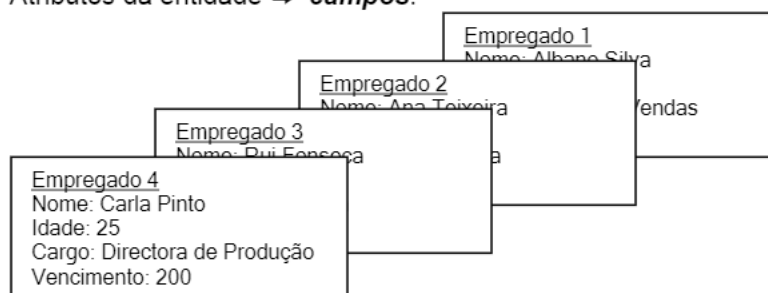 Atributos da entidade → campos.
Empregado 1
Nome: Albano Silva
Vendas
Empregado 2
Nome: Ana Teixeira
a
Empregado 3
Nome: Rui Fonseca
Empregado 4
Nome: Carla Pinto
Idade: 25
Cargo: Directora de Produção
Vencimento: 200